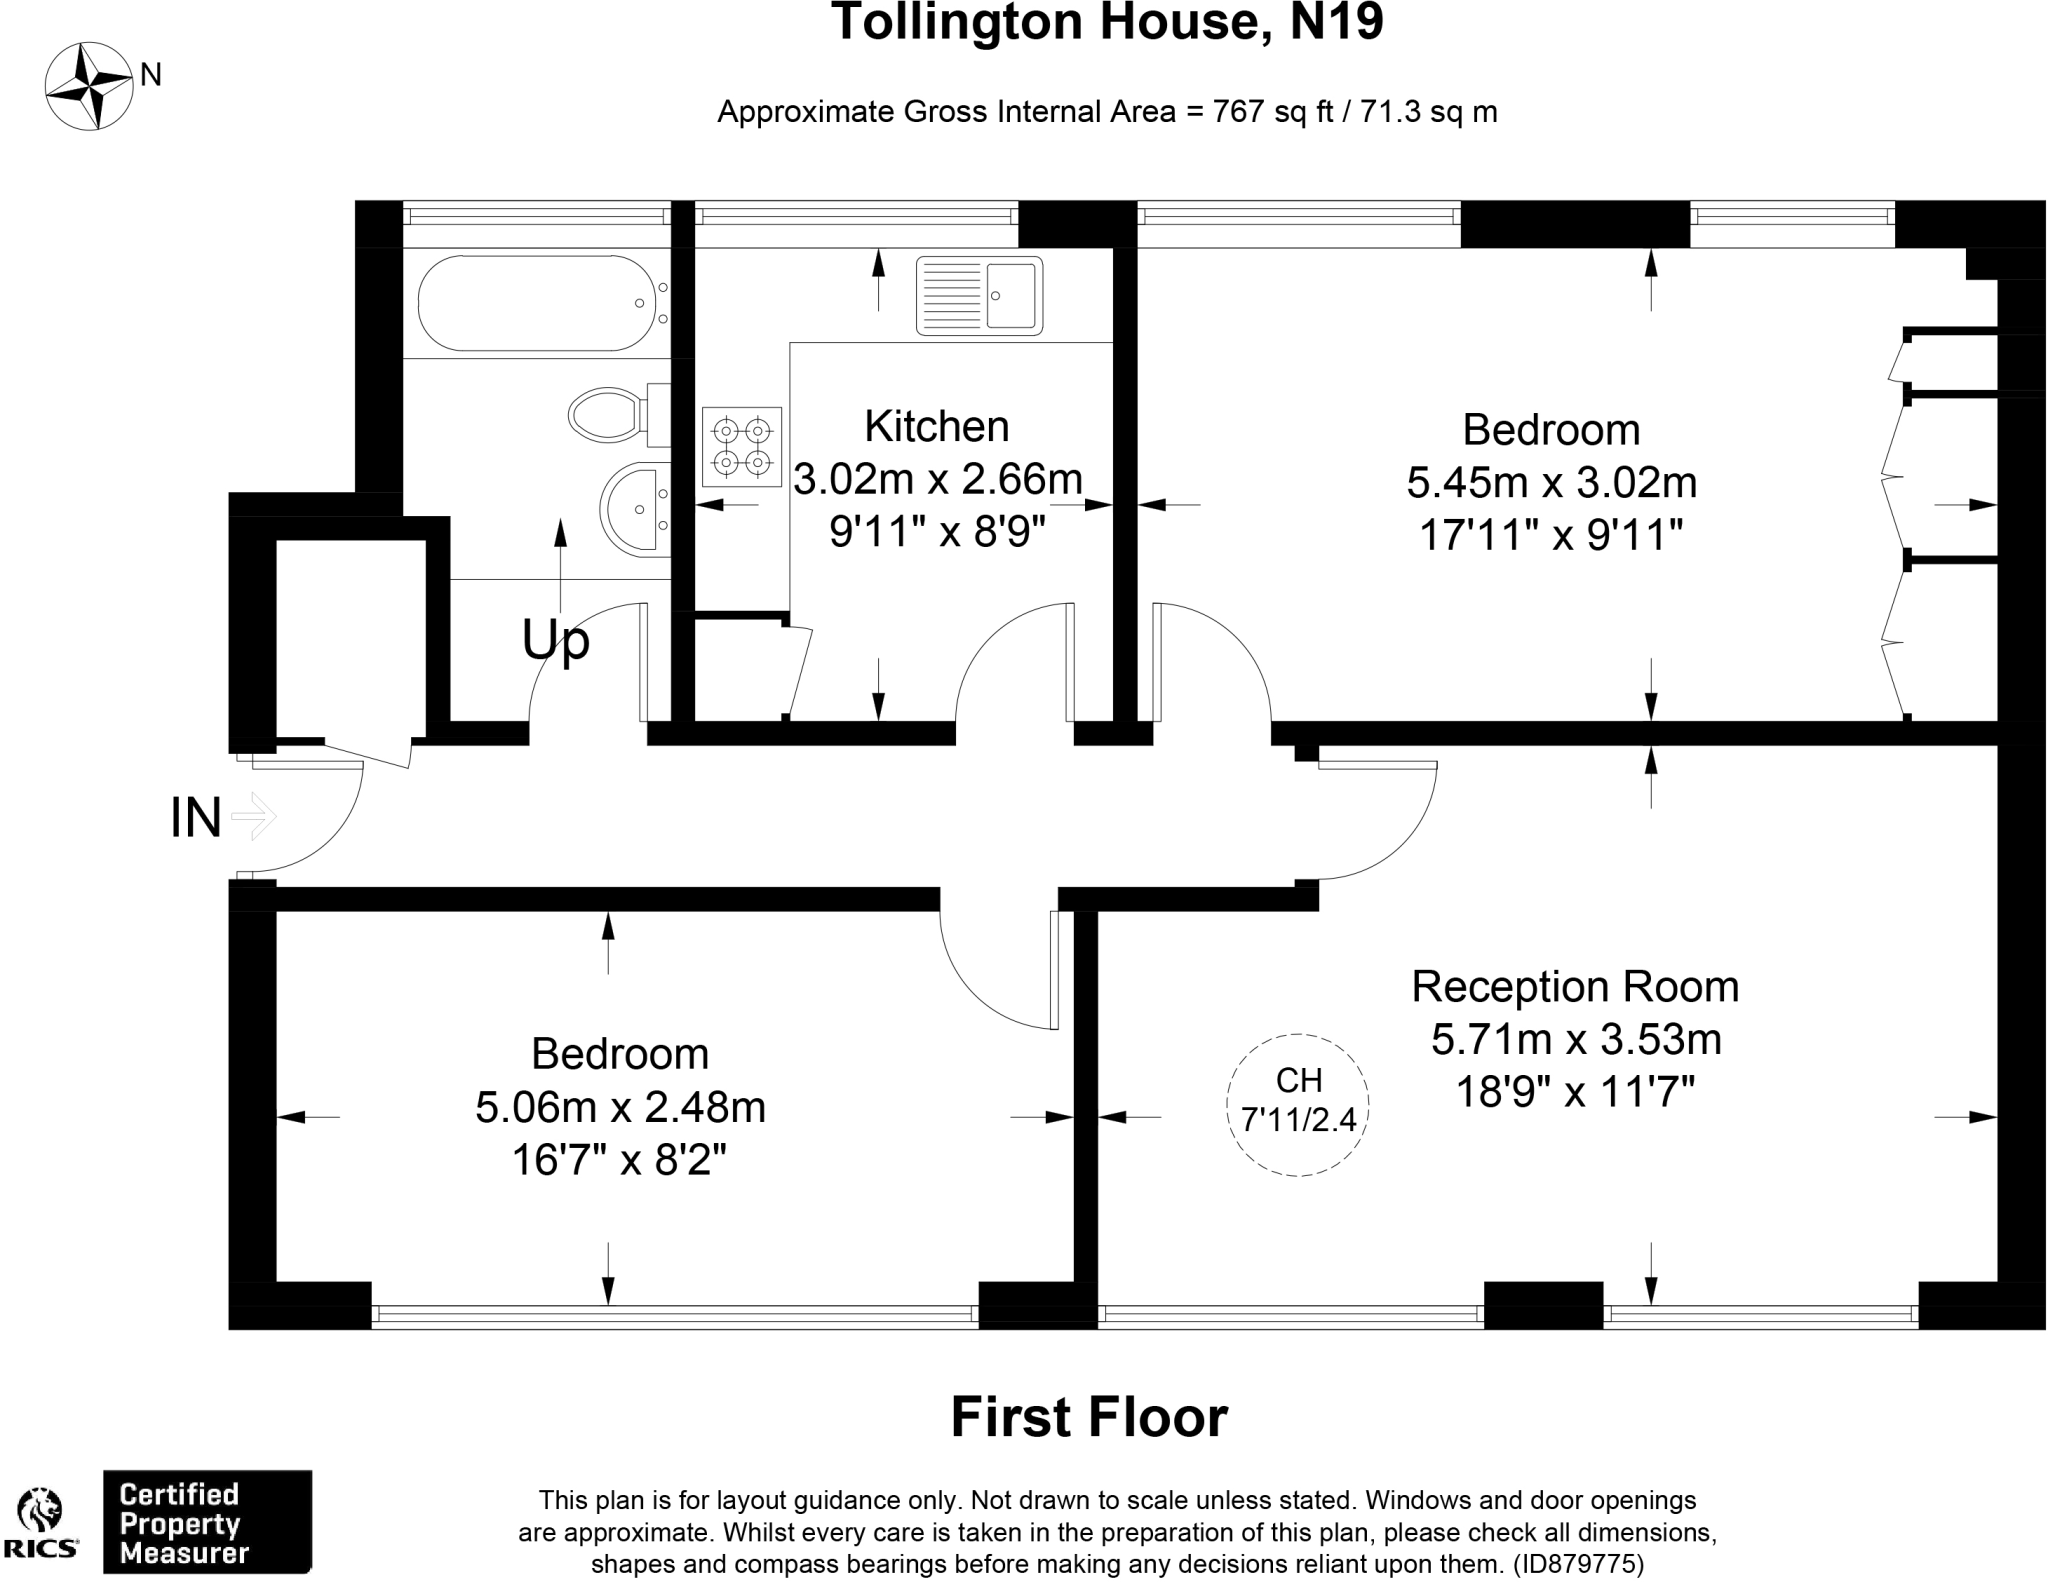 Tollington House, N19
N
Approximate Gross Internal Area = 767 sq ft / 71.3 sq m
Kitchen
3.02m x 2.66m
9'11" x 8'9"
Bedroom
5.45m x 3.02m
17'11" x 9'11"
Up
IN
Reception Room
5.71m x 3.53m
18'9" x 11'7"
Bedroom
5.06m x 2.48m
16'7" x 8'2"
CH
7'11/2.4
First Floor
RICS
Certified
Property
Measurer
This plan is for layout guidance only. Not drawn to scale unless stated. Windows and door openings
are approximate. Whilst every care is taken in the preparation of this plan, please check all dimensions,
shapes and compass bearings before making any decisions reliant upon them. (ID879775)